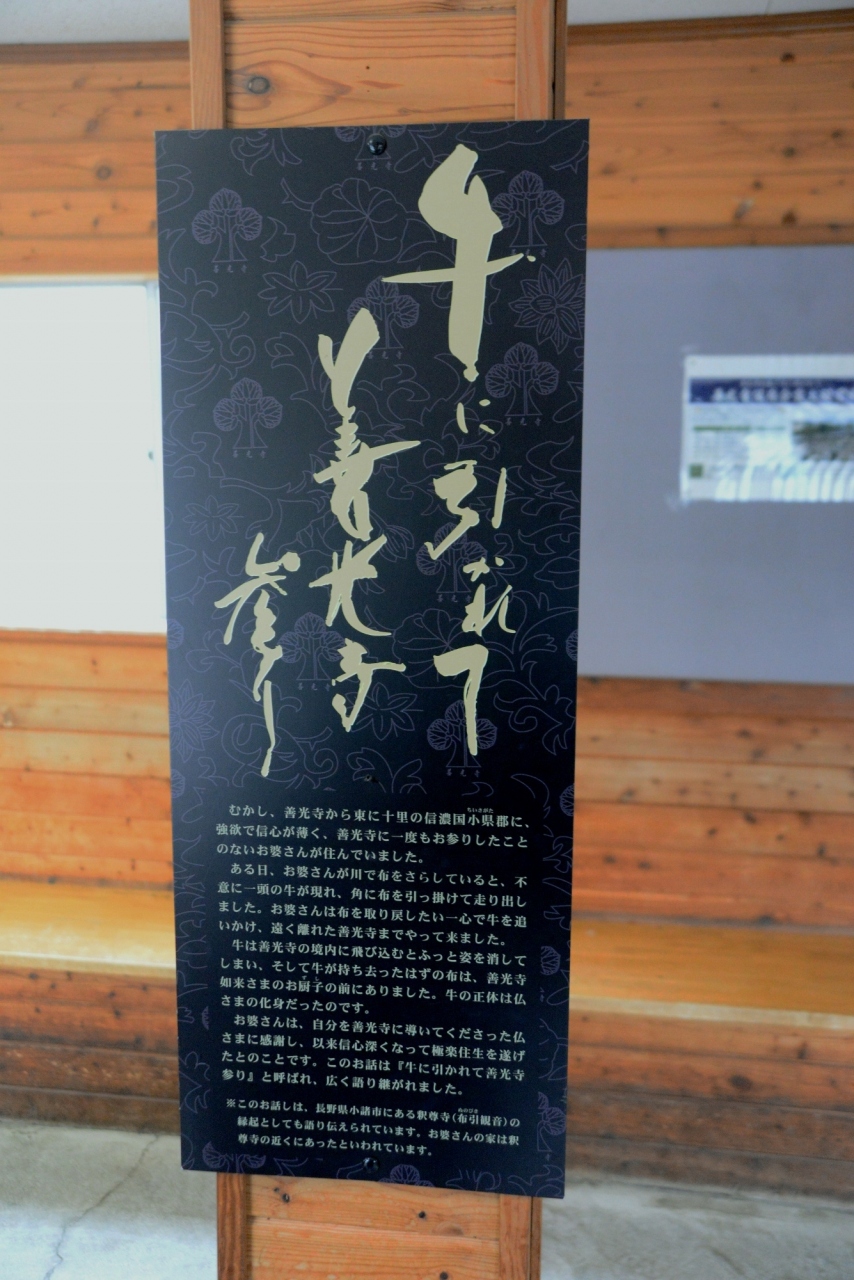 牛に引かれて
善光寺
参り
ちいさがた
むかし、善光寺から東に十里の信濃国小県郡に、
強欲で信心が薄く、善光寺に一度もお参りしたこと
のないお婆さんが住んでいました。
ある日、お婆さんが川で布をさらしていると、不
意に一頭の牛が現れ、角に布を引っ掛けて走り出し
ました。お婆さんは布を取り戻したい一心で牛を追
いかけ、遠く離れた善光寺までやって来ました。
牛は善光寺の境内に飛び込むとふっと姿を消して
しまい、そして牛が持ち去ったはずの布は、善光寺
ずし
如来さまのお厨子の前にありました。牛の正体は仏
さまの化身だったのです。
お婆さんは、自分を善光寺に導いてくださった仏
さまに感謝し、以来信心深くなって極楽往生を遂げ
たとのことです。このお話は『牛に引かれて善光寺
参り』と呼ばれ、広く語り継がれました。
ぬのびき
※このお話しは、長野県小諸市にある釈尊寺(布引観音)の
縁起としても語り伝えられています。お婆さんの家は釈
尊寺の近くにあったといわれています。